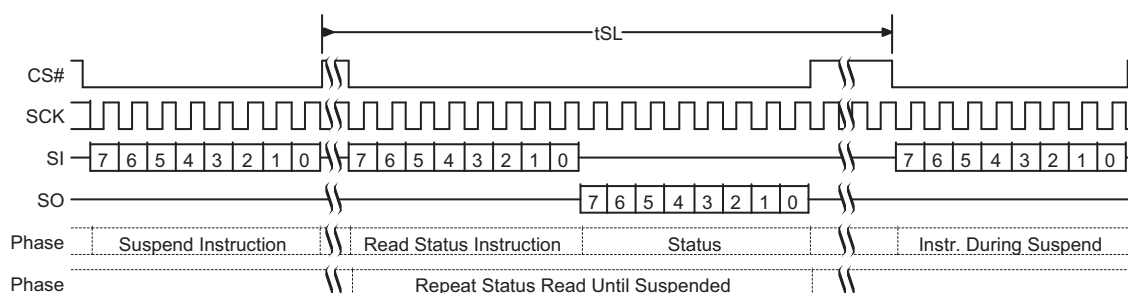 tSL
CS#
SCK
SI 7 6 5 4 3 2 1 0 7 6 5 4 3 2 1 0 7 6 5 4 3 2 1 0
SO 7 6 5 4 3 2 1 0
Phase Suspend Instruction Read Status Instruction Status Instr. During Suspend
Phase Repeat Status Read Until Suspended